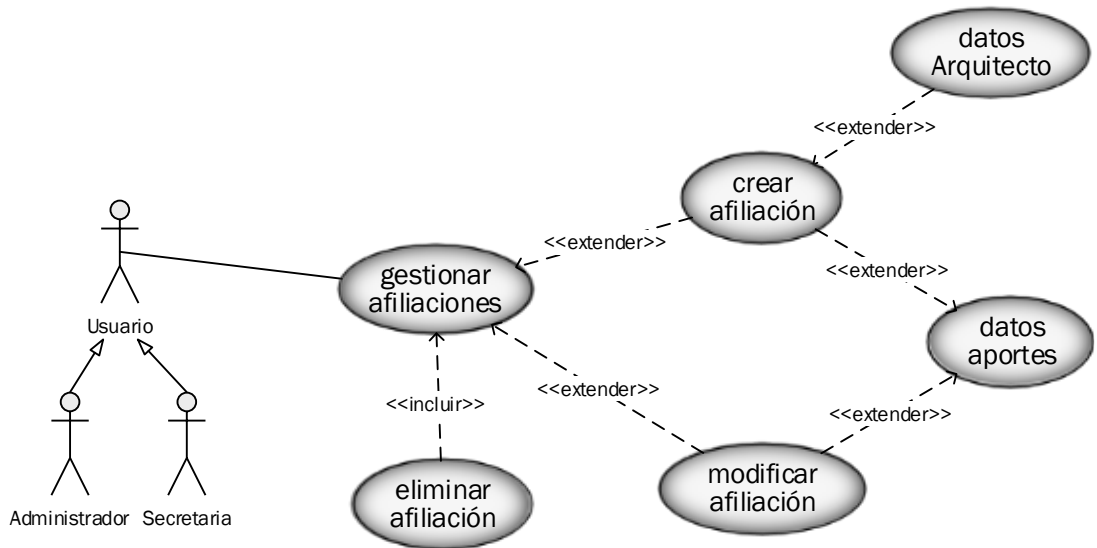 datos
Arquitecto
<<extender>>
crear
afiliación
<<extender>>
<<extender>>
gestionar
afiliaciones
Usuario
datos
aportes
<<extender>>
<<incluir>>
<<extender>>
modificar
afiliación
eliminar
afiliación
Administrador
Secretaria